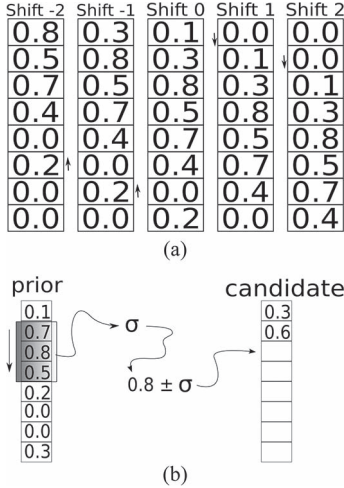 Shift -2 Shift -1 Shift 0 Shift 1 Shift 2
0.8 0.3 0.1 0.0 0.0
0.5 0.8 0.3 0.1 0.0
0.7 0.5 0.8 0.3 0.1
0.4 0.7 0.5 0.8 0.3
0.0 0.4 0.7 0.5 0.8
0.2 0.0 0.4 0.7 0.5
0.0 0.2 0.0 0.4 0.7
0.0 0.0 0.2 0.0 0.4
(a)
prior
0.1
0.7
0.8
0.5
0.2
0.0
0.0
0.3
σ
0.8 ± σ
candidate
0.3
0.6
(b)